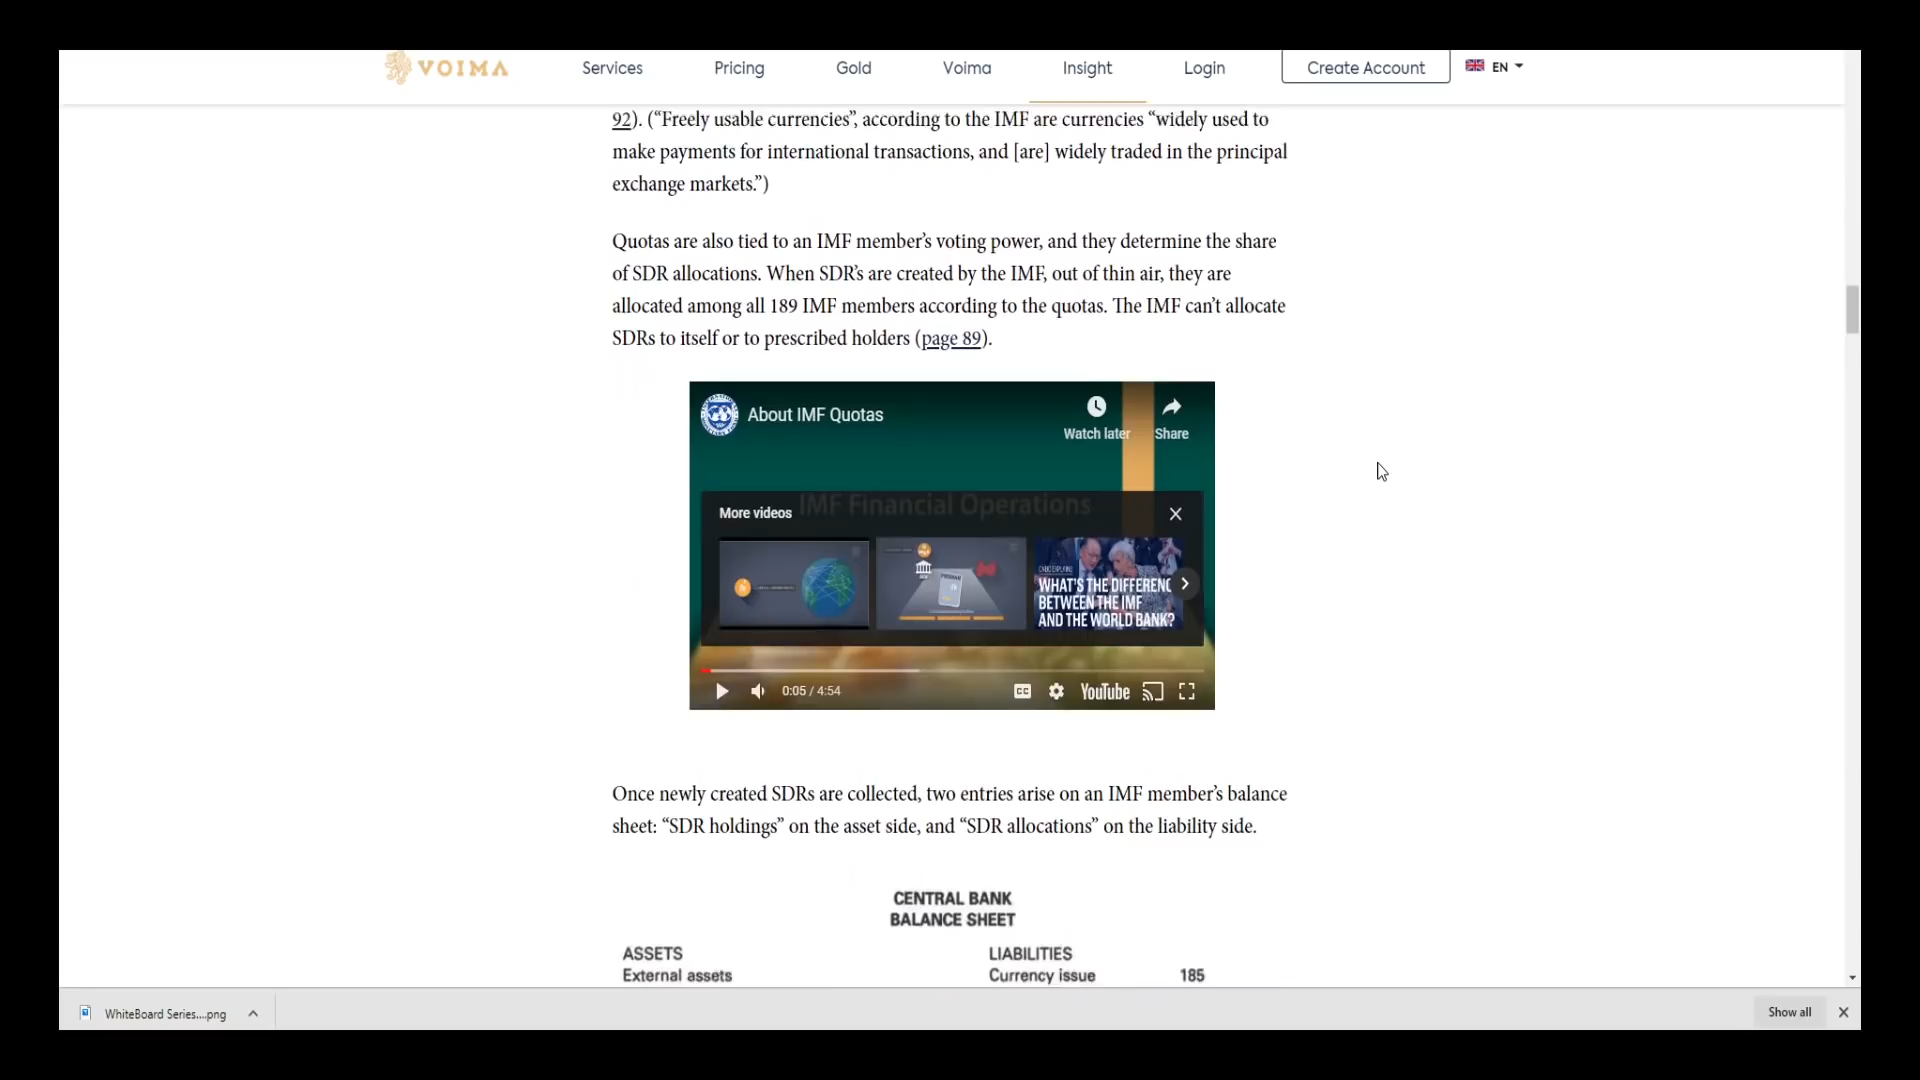 VOIMA Services Pricing Gold Voima Insight Login Create Account EN
92). (“Freely usable currencies”, according to the IMF are currencies “widely used to
make payments for international transactions, and [are] widely traded in the principal
exchange markets.”)
Quotas are also tied to an IMF member’s voting power, and they determine the share
of SDR allocations. When SDR’s are created by the IMF, out of thin air, they are
allocated among all 189 IMF members according to the quotas. The IMF can’t allocate
SDRs to itself or to prescribed holders (page 89).
About IMF Quotas
Watch later Share
IMF Financial Operations
More videos
WHAT'S THE DIFFERENC
BETWEEN THE IMF
AND THE WORLD BANK?
0:05 / 4:54 CC YouTube
Once newly created SDRs are collected, two entries arise on an IMF member’s balance
sheet: “SDR holdings” on the asset side, and “SDR allocations” on the liability side.
CENTRAL BANK
BALANCE SHEET
ASSETS LIABILITIES
External assets Currency issue 185
WhiteBoard Series....png Show all